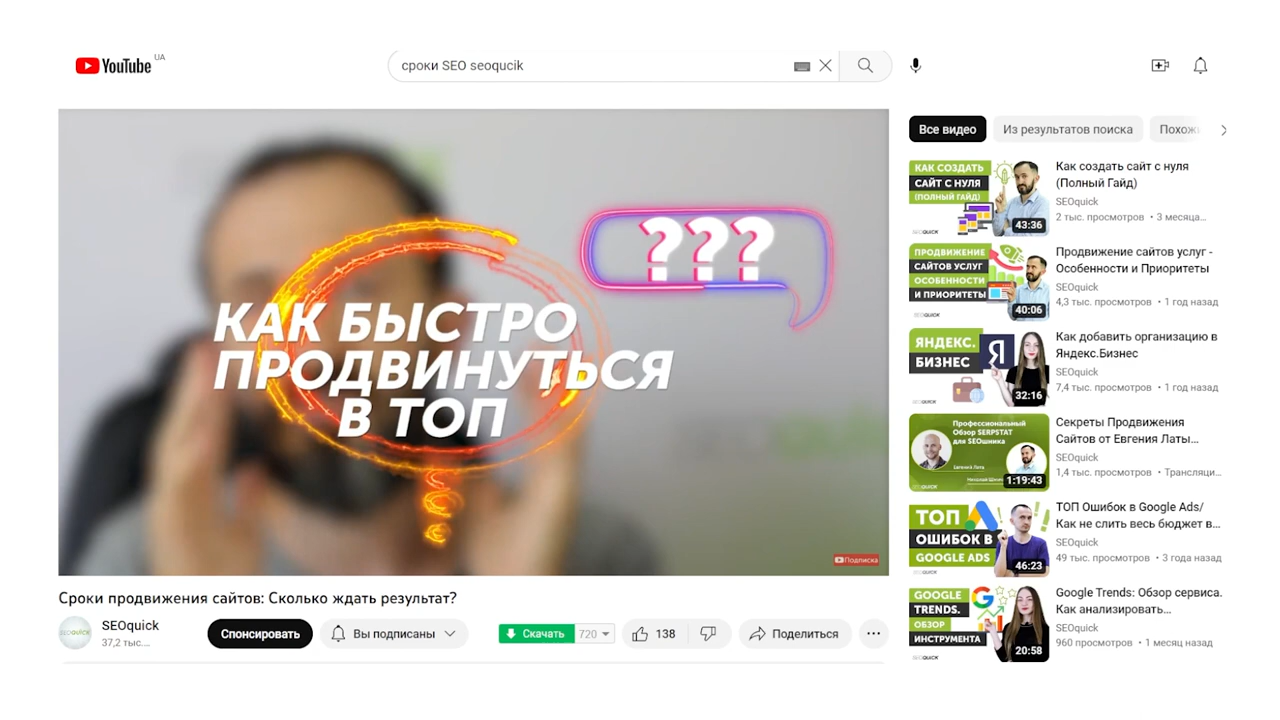 YouTube UA
сроки SEO seoqucik
???
КАК БЫСТРО
ПРОДВИНУТЬСЯ
В ТОП
Подписка
Сроки продвижения сайтов: Сколько ждать результат?
SEOquick
37,2 тыс....
Спонсировать
Вы подписаны
Скачать 720
138
Поделиться
Все видео
Из результатов поиска
Похож
КАК СОЗДАТЬ
САЙТ С НУЛЯ
(ПОЛНЫЙ ГАЙД)
SEOQUICK
43:36
Как создать сайт с нуля
(Полный Гайд)
SEOquick
2 тыс. просмотров • 3 месяца...
ПРОДВИЖЕНИЕ
САЙТОВ УСЛУГ
ОСОБЕННОСТИ
И ПРИОРИТЕТЫ
SEOQUICK
40:06
Продвижение сайтов услуг -
Особенности и Приоритеты
SEOquick
4,3 тыс. просмотров • 1 год назад
ЯНДЕКС.
БИЗНЕС
Я
SEOQUICK
32:16
Как добавить организацию в
Яндекс.Бизнес
SEOquick
7,4 тыс. просмотров • 1 год назад
Профессиональный
Обзор SERPSTAT
для SEOшника
Евгений Лата
1:19:43
Секреты Продвижения
Сайтов от Евгения Латы...
SEOquick
1,4 тыс. просмотров • Трансляци...
ТОП
ОШИБОК В
GOOGLE ADS
SEOQUICK
46:23
ТОП Ошибок в Google Ads/
Как не слить весь бюджет в...
SEOquick
49 тыс. просмотров • 3 года назад
GOOGLE
TRENDS.
ОБЗОР
ИНСТРУМЕНТА
SEOQUICK
20:58
Google Trends: Обзор сервиса.
Как анализировать...
SEOquick
960 просмотров • 1 месяц назад